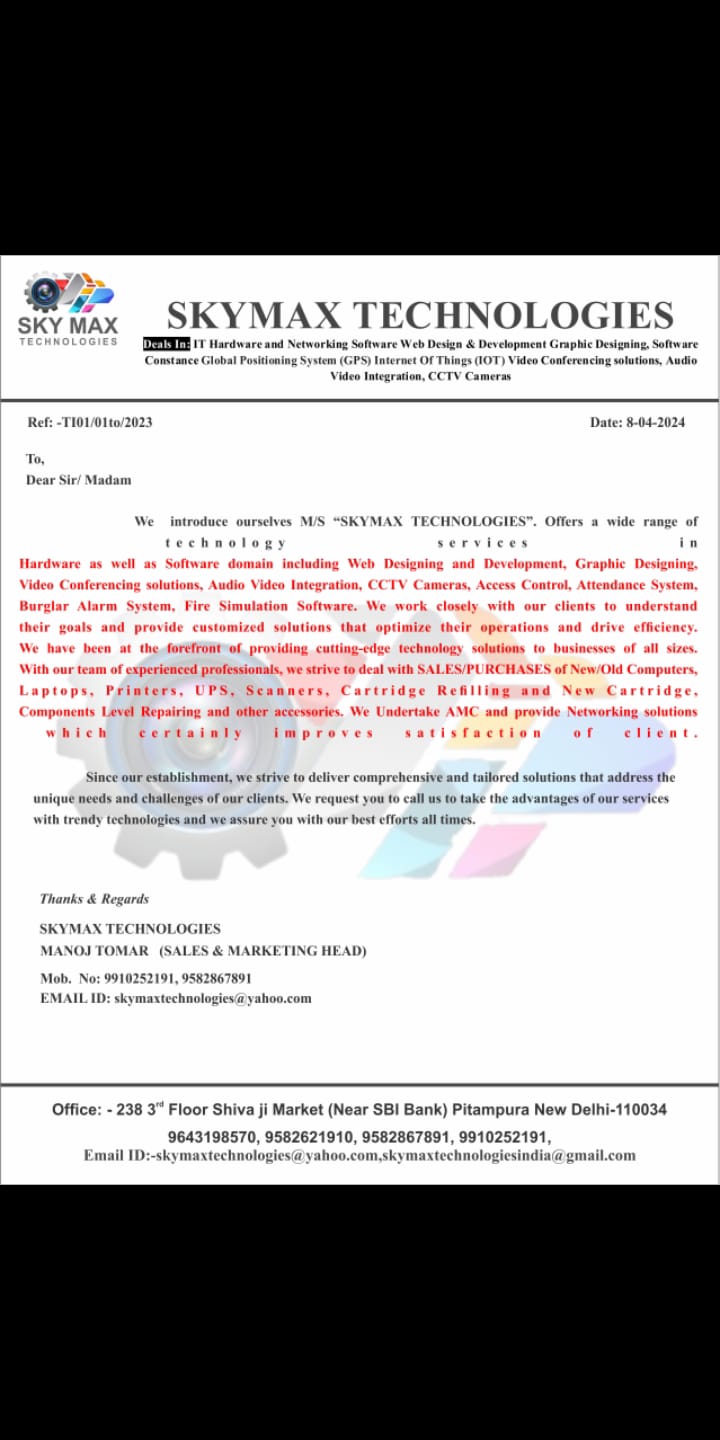 SKY MAX
TECHNOLOGIES
SKYMAX TECHNOLOGIES
Deals In: IT Hardware and Networking Software Web Design & Development Graphic Designing, Software
Constance Global Positioning System (GPS) Internet Of Things (IOT) Video Conferencing solutions, Audio
Video Integration, CCTV Cameras
Ref: -TI01/01to/2023 Date: 8-04-2024
To,
Dear Sir/ Madam
We introduce ourselves M/S “SKYMAX TECHNOLOGIES”. Offers a wide range of
technology services in
Hardware as well as Software domain including Web Designing and Development, Graphic Designing,
Video Conferencing solutions, Audio Video Integration, CCTV Cameras, Access Control, Attendance System,
Burglar Alarm System, Fire Simulation Software. We work closely with our clients to understand
their goals and provide customized solutions that optimize their operations and drive efficiency.
We have been at the forefront of providing cutting-edge technology solutions to businesses of all sizes.
With our team of experienced professionals, we strive to deal with SALES/PURCHASES of New/Old Computers,
Laptops, Printers, UPS, Scanners, Cartridge Refilling and New Cartridge,
Components Level Repairing and other accessories. We Undertake AMC and provide Networking solutions
which certainly improves satisfaction of client.
Since our establishment, we strive to deliver comprehensive and tailored solutions that address the
unique needs and challenges of our clients. We request you to call us to take the advantages of our services
with trendy technologies and we assure you with our best efforts all times.
Thanks & Regards
SKYMAX TECHNOLOGIES
MANOJ TOMAR (SALES & MARKETING HEAD)
Mob. No: 9910252191, 9582867891
EMAIL ID: skymaxtechnologies@yahoo.com
Office: - 238 3rd Floor Shiva ji Market (Near SBI Bank) Pitampura New Delhi-110034
9643198570, 9582621910, 9582867891, 9910252191,
Email ID:-skymaxtechnologies@yahoo.com,skymaxtechnologiesindia@gmail.com